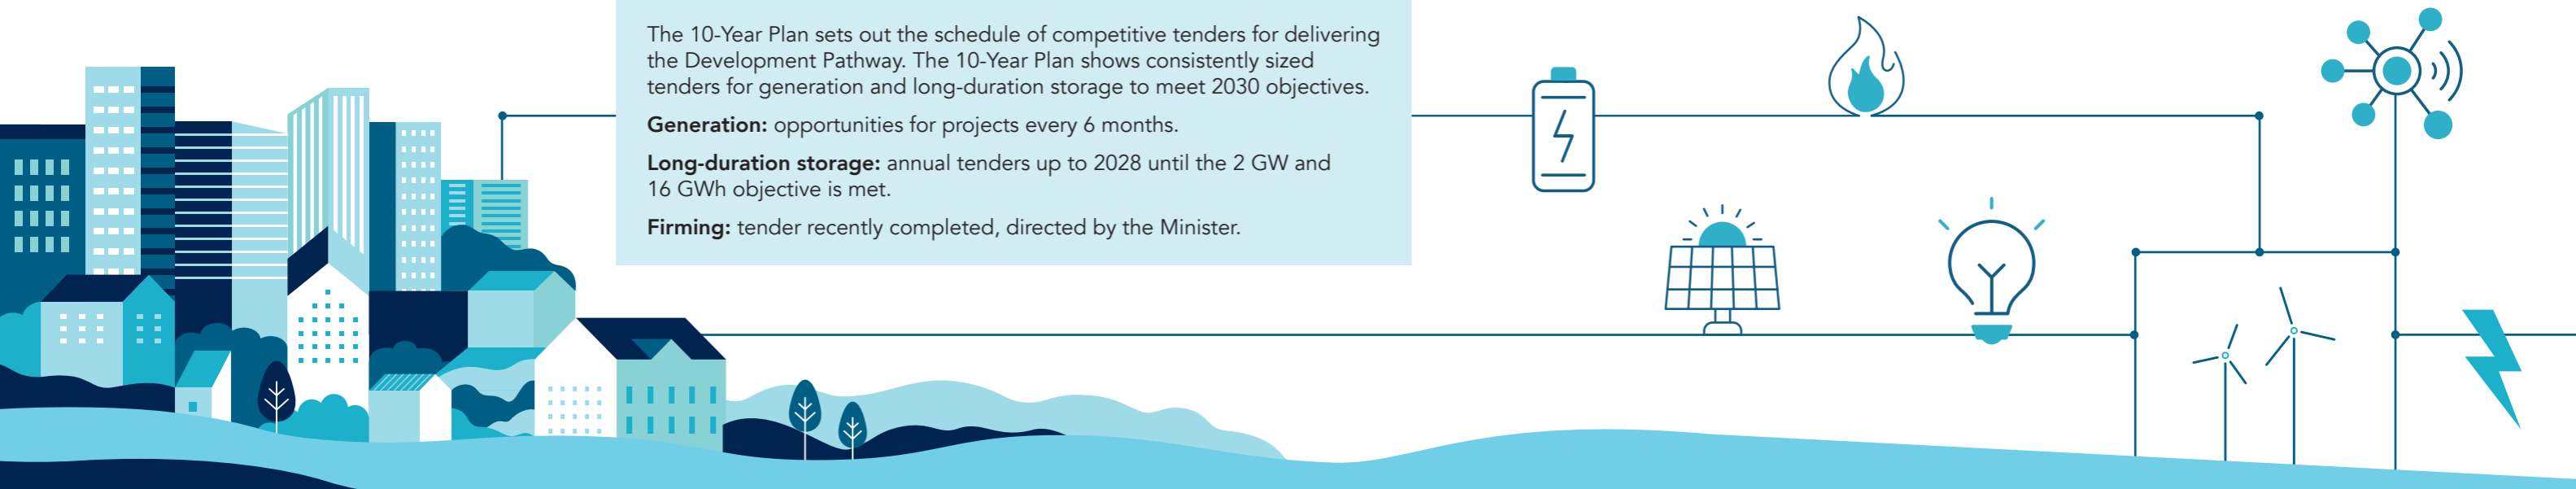 The 10-Year Plan sets out the schedule of competitive tenders for delivering
the Development Pathway. The 10-Year Plan shows consistently sized
tenders for generation and long-duration storage to meet 2030 objectives.
Generation: opportunities for projects every 6 months.
Long-duration storage: annual tenders up to 2028 until the 2 GW and
16 GWh objective is met.
Firming: tender recently completed, directed by the Minister.